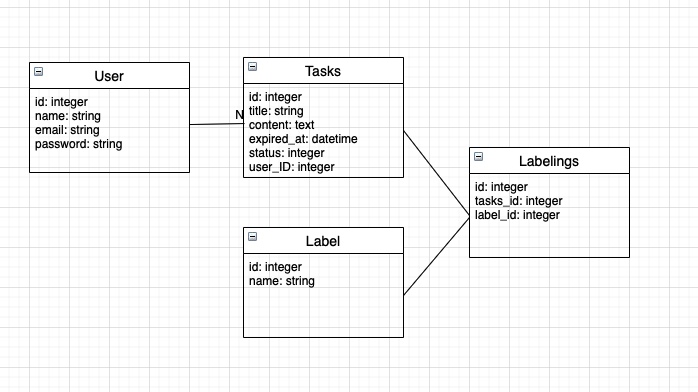 User
id: integer
name: string
email: string
password: string
N
Tasks
id: integer
title: string
content: text
expired_at: datetime
status: integer
user_ID: integer
Label
id: integer
name: string
Labelings
id: integer
tasks_id: integer
label_id: integer